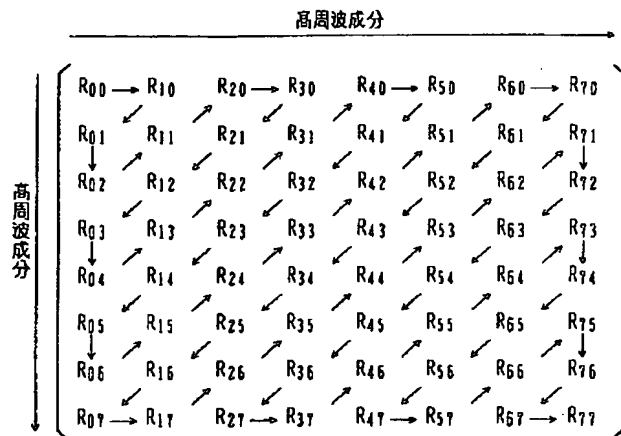 高周波成分
高周波成分
R00 → R10 R20 → R30 R40 → R50 R60 → R70
R01 R11 R21 R31 R41 R51 R61 R71
R02 R12 R22 R32 R42 R52 R62 R72
R03 R13 R23 R33 R43 R53 R63 R73
R04 R14 R24 R34 R44 R54 R64 R74
R05 R15 R25 R35 R45 R55 R65 R75
R06 R16 R26 R36 R46 R56 R66 R76
R07 → R17 R27 → R37 R47 → R57 R67 → R77